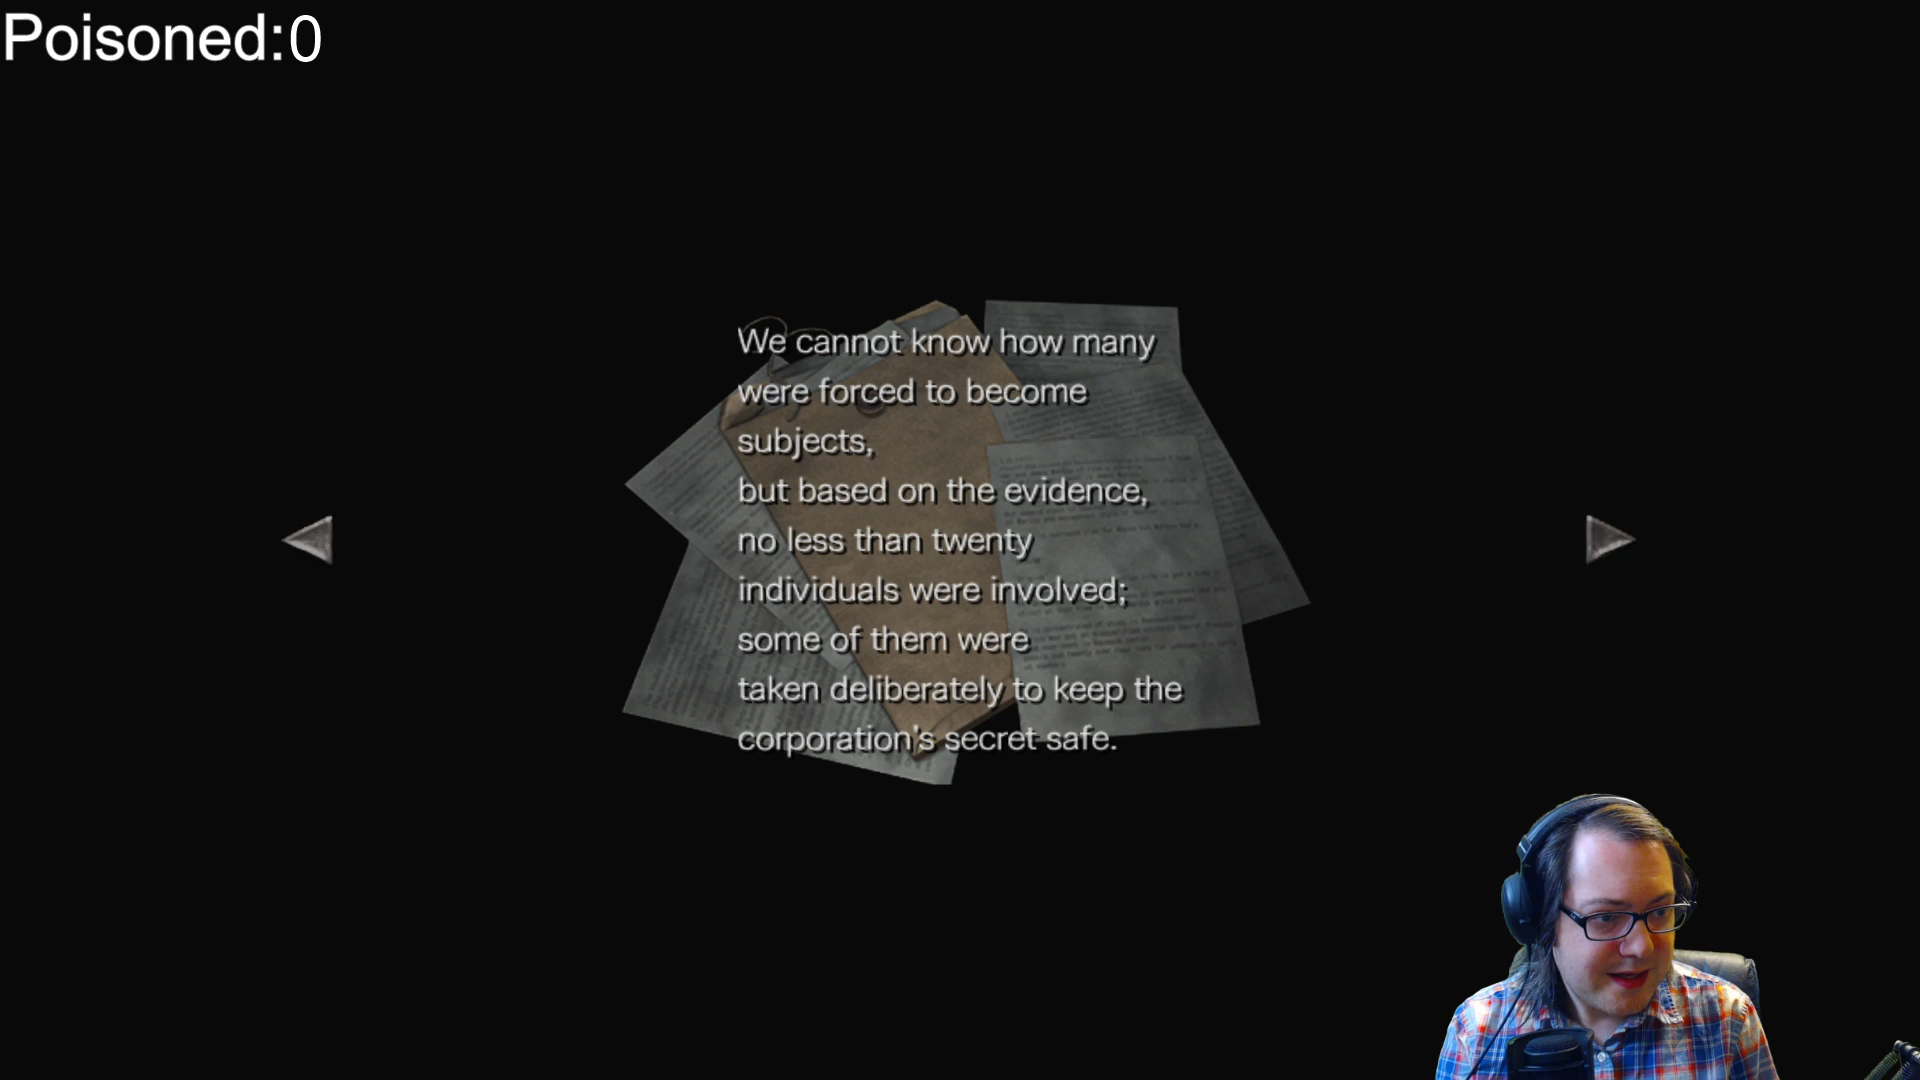 Poisoned:0
We cannot know how many
were forced to become
subjects,
but based on the evidence,
no less than twenty
individuals were involved;
some of them were
taken deliberately to keep the
corporation's secret safe.